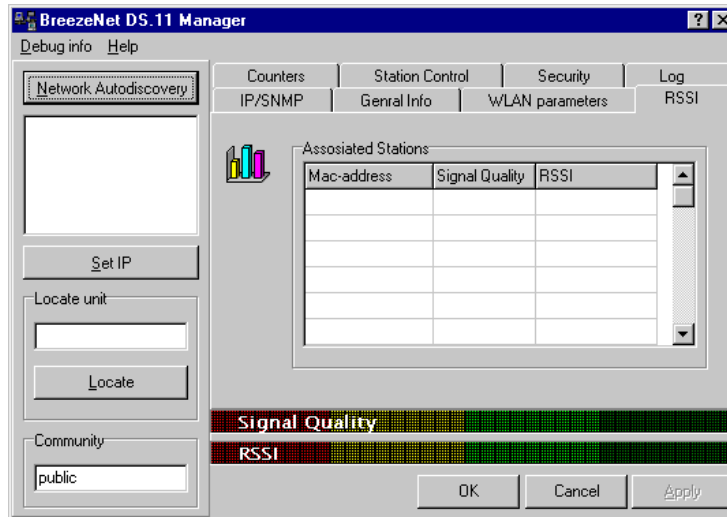 BreezeNet DS.11 Manager
Debug info Help
Network Autodiscovery
Set IP
Locate unit
Locate
Community
public
Counters Station Control Security Log
IP/SNMP Genral Info WLAN parameters RSSI
Assosiated Stations
Mac-address Signal Quality RSSI
Signal Quality
RSSI
OK Cancel Apply